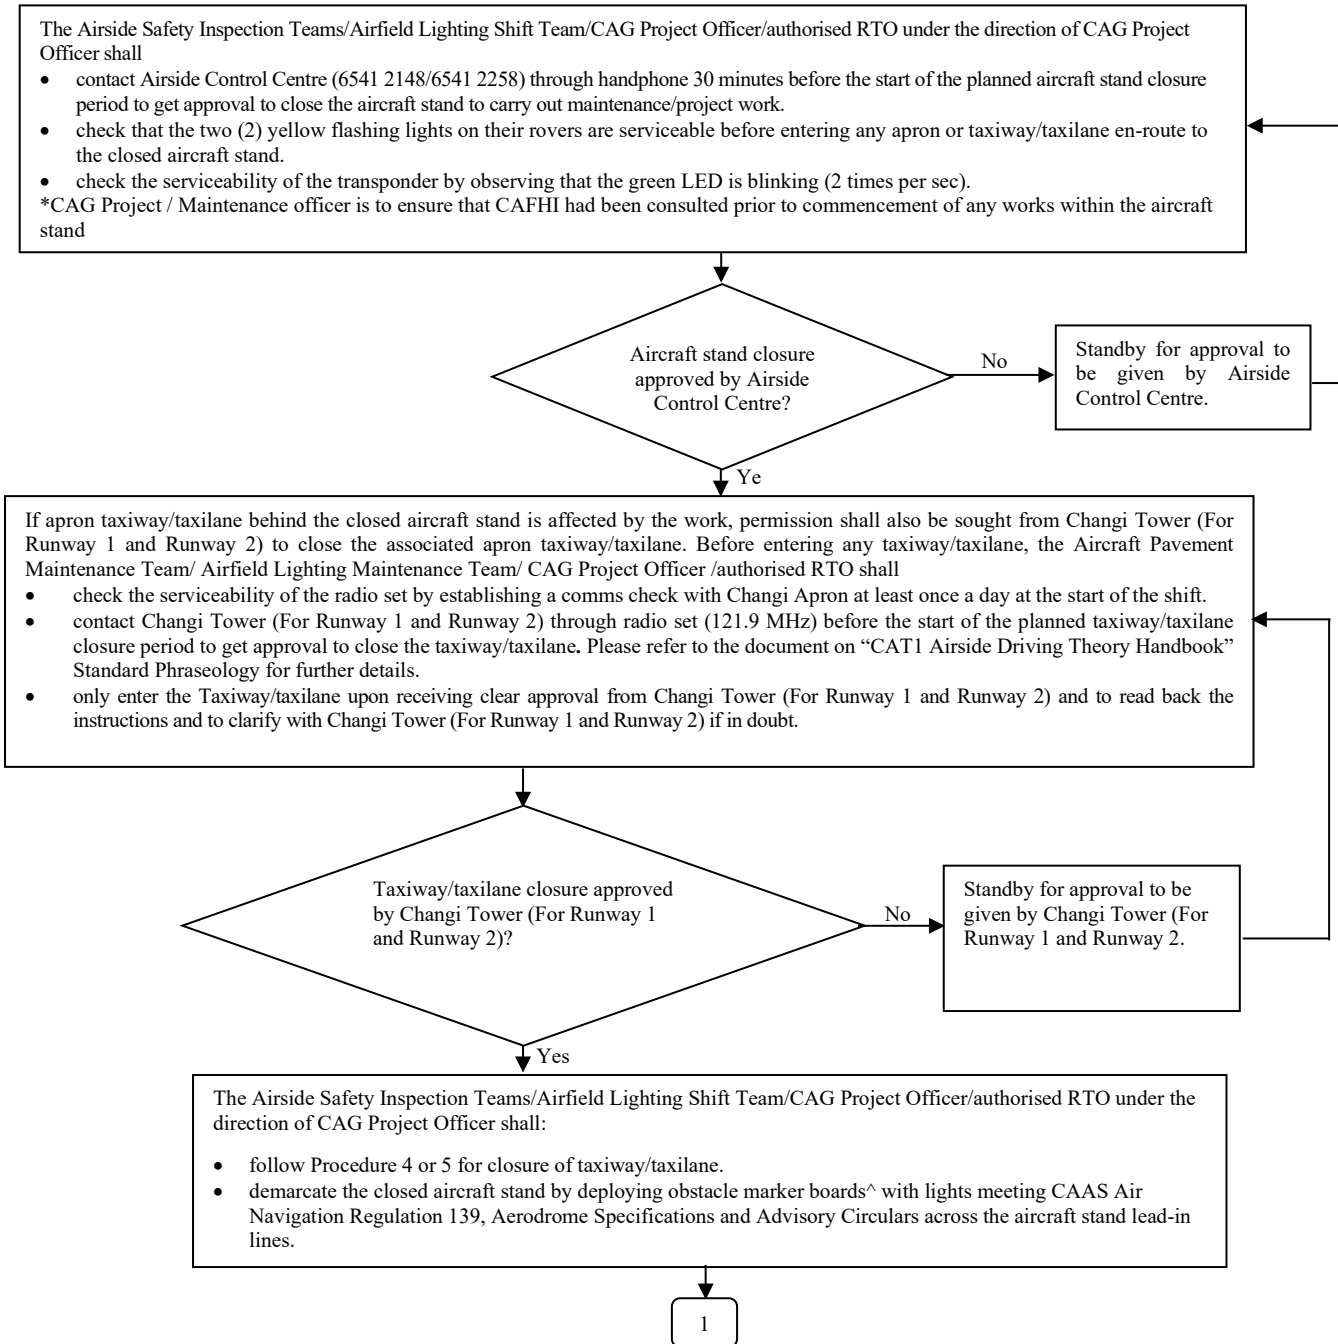 The Airside Safety Inspection Teams/Airfield Lighting Shift Team/CAG Project Officer/authorised RTO under the direction of CAG Project
Officer shall
• contact Airside Control Centre (6541 2148/6541 2258) through handphone 30 minutes before the start of the planned aircraft stand closure
period to get approval to close the aircraft stand to carry out maintenance/project work.
• check that the two (2) yellow flashing lights on their rovers are serviceable before entering any apron or taxiway/taxilane en-route to
the closed aircraft stand.
• check the serviceability of the transponder by observing that the green LED is blinking (2 times per sec).
*CAG Project / Maintenance officer is to ensure that CAFHI had been consulted prior to commencement of any works within the aircraft
stand
Aircraft stand closure
approved by Airside
Control Centre?
No
Standby for approval to
be given by Airside
Control Centre.
Ye
If apron taxiway/taxilane behind the closed aircraft stand is affected by the work, permission shall also be sought from Changi Tower (For
Runway 1 and Runway 2) to close the associated apron taxiway/taxilane. Before entering any taxiway/taxilane, the Aircraft Pavement
Maintenance Team/ Airfield Lighting Maintenance Team/ CAG Project Officer /authorised RTO shall
• check the serviceability of the radio set by establishing a comms check with Changi Apron at least once a day at the start of the shift.
• contact Changi Tower (For Runway 1 and Runway 2) through radio set (121.9 MHz) before the start of the planned taxiway/taxilane
closure period to get approval to close the taxiway/taxilane. Please refer to the document on “CAT1 Airside Driving Theory Handbook”
Standard Phraseology for further details.
• only enter the Taxiway/taxilane upon receiving clear approval from Changi Tower (For Runway 1 and Runway 2) and to read back the
instructions and to clarify with Changi Tower (For Runway 1 and Runway 2) if in doubt.
Taxiway/taxilane closure approved
by Changi Tower (For Runway 1
and Runway 2)?
No
Standby for approval to be
given by Changi Tower (For
Runway 1 and Runway 2.
Yes
The Airside Safety Inspection Teams/Airfield Lighting Shift Team/CAG Project Officer/authorised RTO under the
direction of CAG Project Officer shall:
• follow Procedure 4 or 5 for closure of taxiway/taxilane.
• demarcate the closed aircraft stand by deploying obstacle marker boards^ with lights meeting CAAS Air
Navigation Regulation 139, Aerodrome Specifications and Advisory Circulars across the aircraft stand lead-in
lines.
1